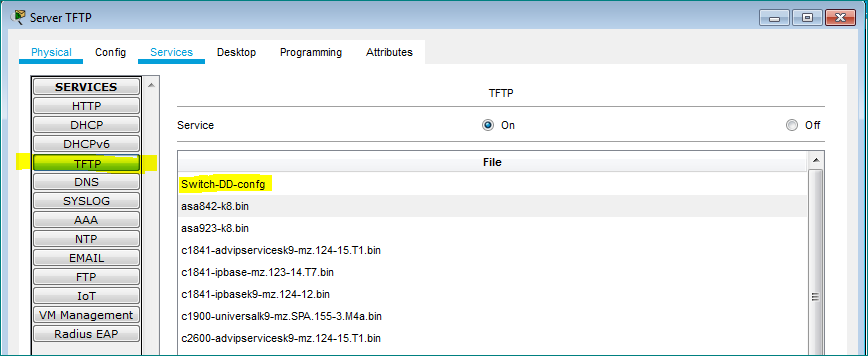 Server TFTP
Physical Config Services Desktop Programming Attributes
SERVICES
HTTP
DHCP
DHCPv6
TFTP
DNS
SYSLOG
AAA
NTP
EMAIL
FTP
IoT
VM Management
Radius EAP
TFTP
Service On Off
File
Switch-DD-confg
asa842-k8.bin
asa923-k8.bin
c1841-advipservicesk9-mz.124-15.T1.bin
c1841-ipbase-mz.123-14.T7.bin
c1841-ipbasek9-mz.124-12.bin
c1900-universalk9-mz.SPA.155-3.M4a.bin
c2600-advipservicesk9-mz.124-15.T1.bin